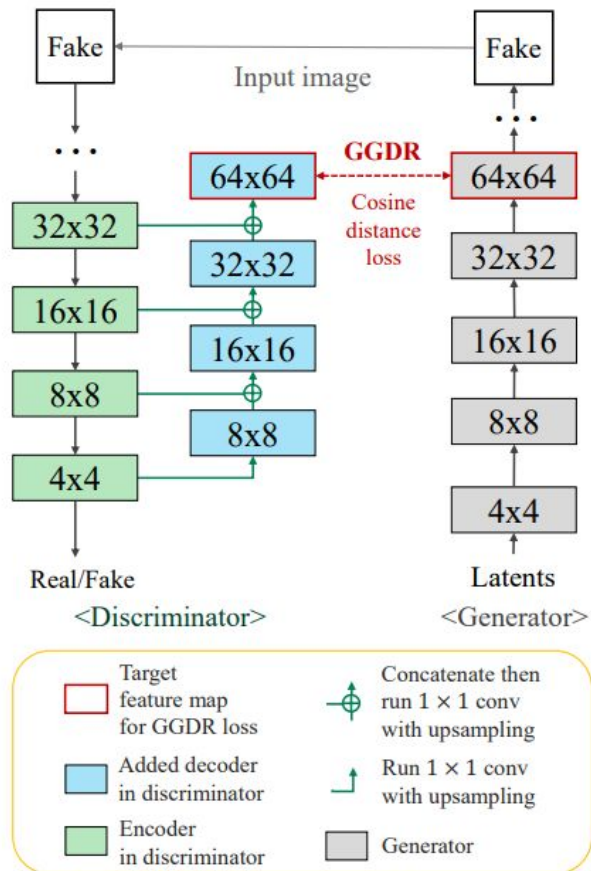 Fake
Fake
Input image
...
...
GGDR
Cosine
distance
loss
64x64
64x64
32x32
32x32
32x32
16x16
16x16
16x16
8x8
8x8
8x8
4x4
4x4
Real/Fake
Latents
<Discriminator>
<Generator>
Target
feature map
for GGDR loss
Concatenate then
run 1 × 1 conv
with upsampling
Added decoder
in discriminator
Run 1 × 1 conv
with upsampling
Encoder
in discriminator
Generator